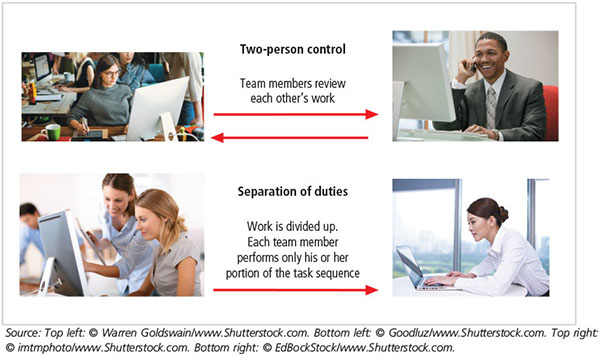 Two-person control
Team members review
each other's work
Separation of duties
Work is divided up.
Each team member
performs only his or her
portion of the task sequence
Source: Top left: © Warren Goldswain/www.Shutterstock.com. Bottom left: © Goodluz/www.Shutterstock.com. Top right:
© imtmphoto/www.Shutterstock.com. Bottom right: © EdBockStock/www.Shutterstock.com.